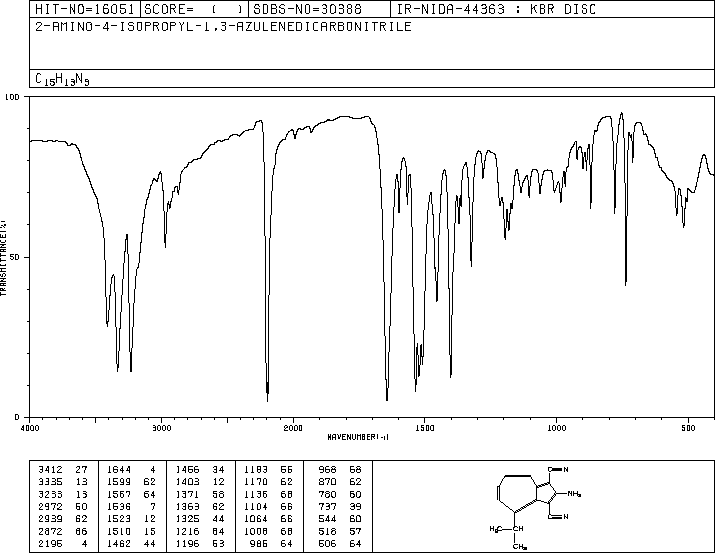 HIT-NO=16051 SCORE= ( ) SDBS-NO=30388 IR-NIDA-44363 : KBR DISC
2-AMINO-4-ISOPROPYL-1,3-AZULENEDICARBONITRILE
C15H13N3
100
TRANSMITTANCE(%)
50
0
4000 3000 2000 1500 1000 500
WAVENUMBER(-1)
3412 27 1644 4 1456 34 1183 55 968 68
3335 13 1599 62 1403 12 1170 62 870 62
3233 13 1567 64 1371 58 1136 68 780 60
2972 50 1536 7 1363 62 1104 66 737 39
2939 62 1523 12 1325 44 1064 66 544 60
2872 66 1510 15 1216 64 1008 68 518 57
2195 4 1462 44 1196 53 985 64 506 64
C≡N
NH2
C≡N
H3C CH
CH3